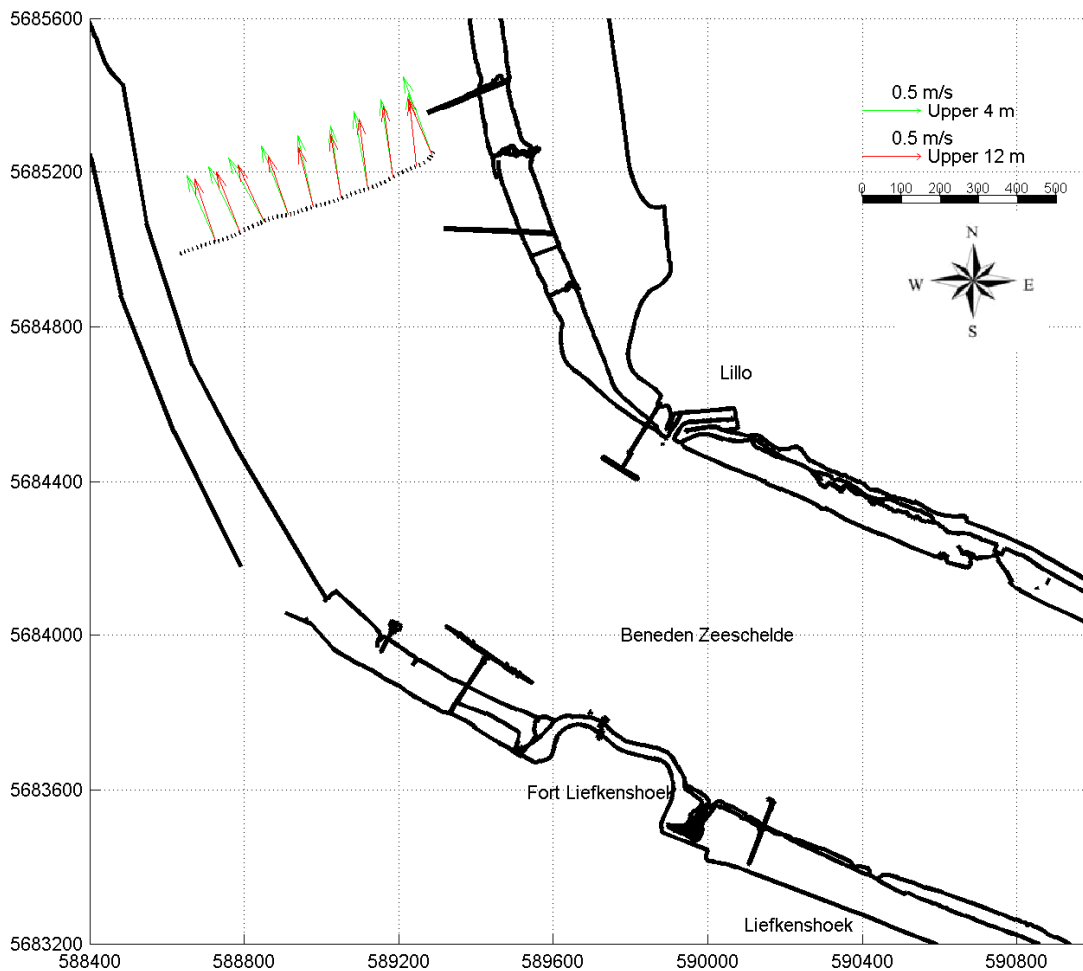 5685600
5685200
5684800
5684400
5684000
5683600
5683200
588400 588800 589200 589600 590000 590400 590800
0.5 m/s
Upper 4 m
0.5 m/s
Upper 12 m
0 100 200 300 400 500
N
W E
S
Lillo
Beneden Zeeschelde
Fort Liefkenshoek
Liefkenshoek